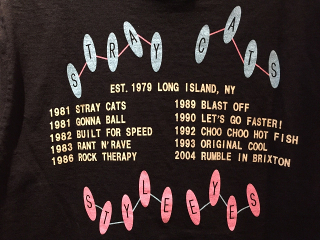 STRAY CATS
EST. 1979 LONG ISLAND, NY
1981 STRAY CATS
1981 GONNA BALL
1982 BUILT FOR SPEED
1983 RANT N'RAVE
1986 ROCK THERAPY
1989 BLAST OFF
1990 LET'S GO FASTER!
1992 CHOO CHOO HOT FISH
1993 ORIGINAL COOL
2004 RUMBLE IN BRIXTON
STYLE EYES